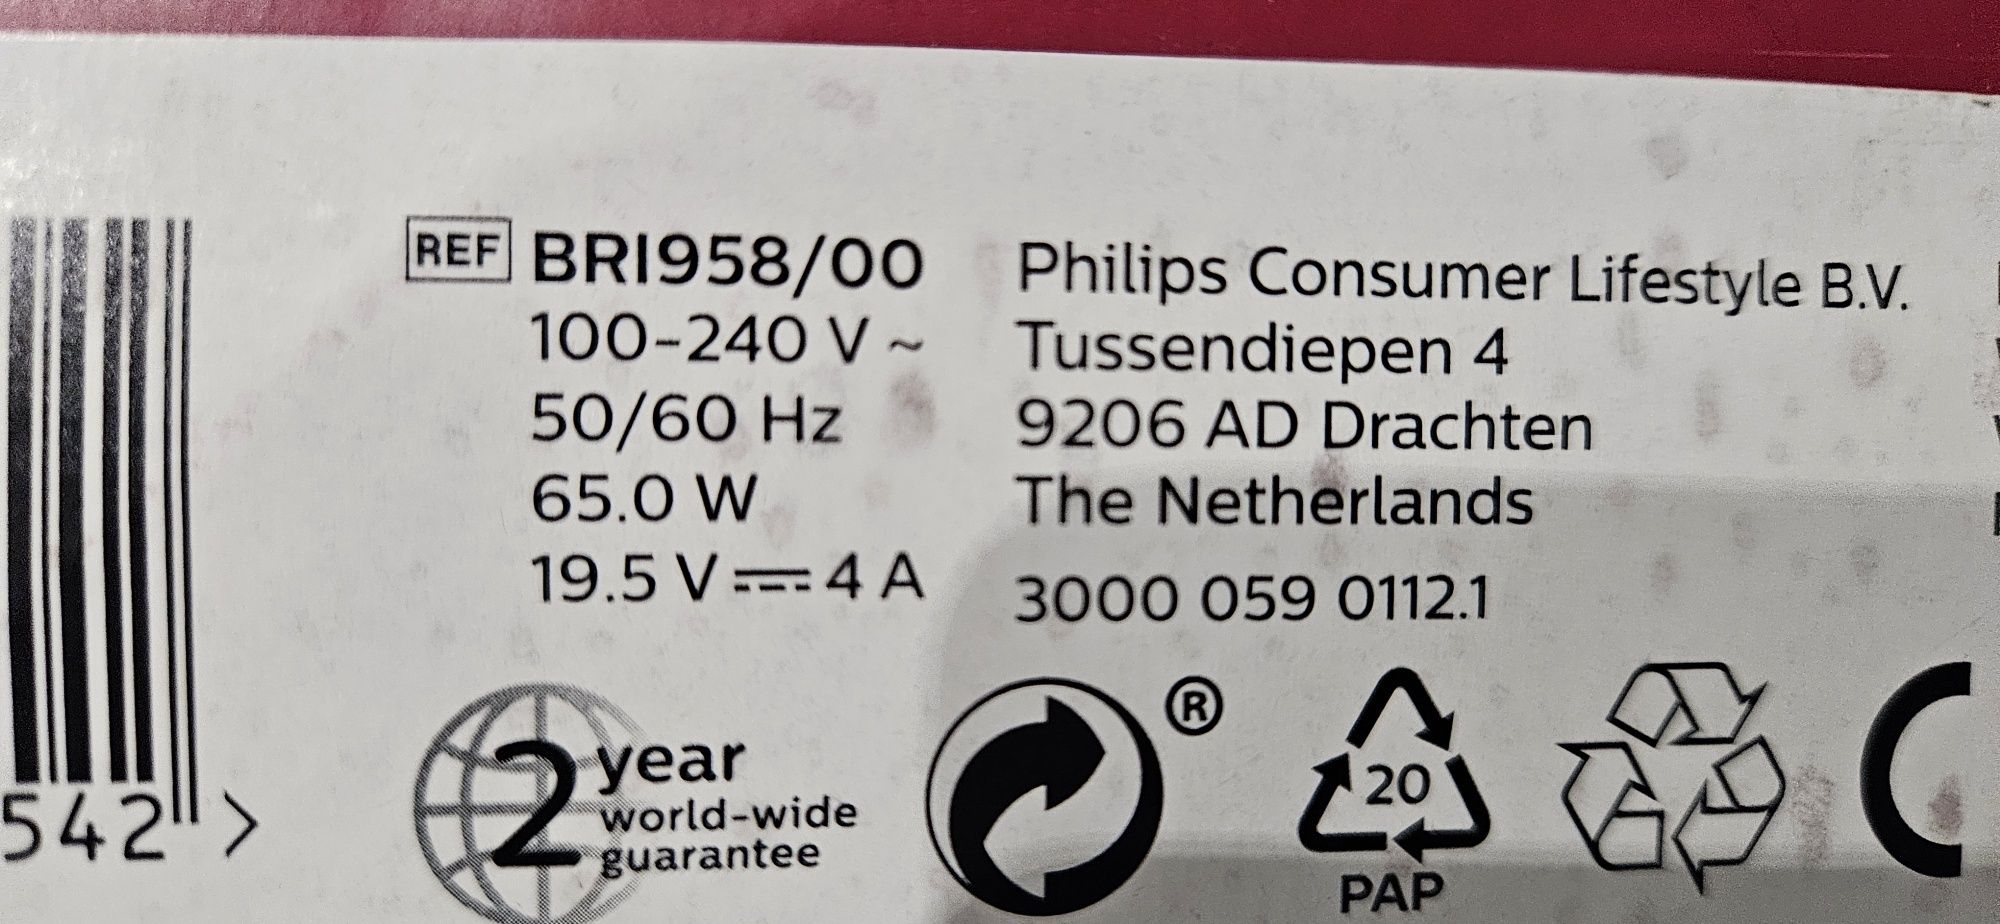 REF BRI958/00
100-240 V ~
50/60 Hz
65.0 W
19.5 V ⎓ 4 A
Philips Consumer Lifestyle B.V.
Tussendiepen 4
9206 AD Drachten
The Netherlands
3000 059 0112.1
542 >
2 year
world-wide
guarantee
®
20
PAP